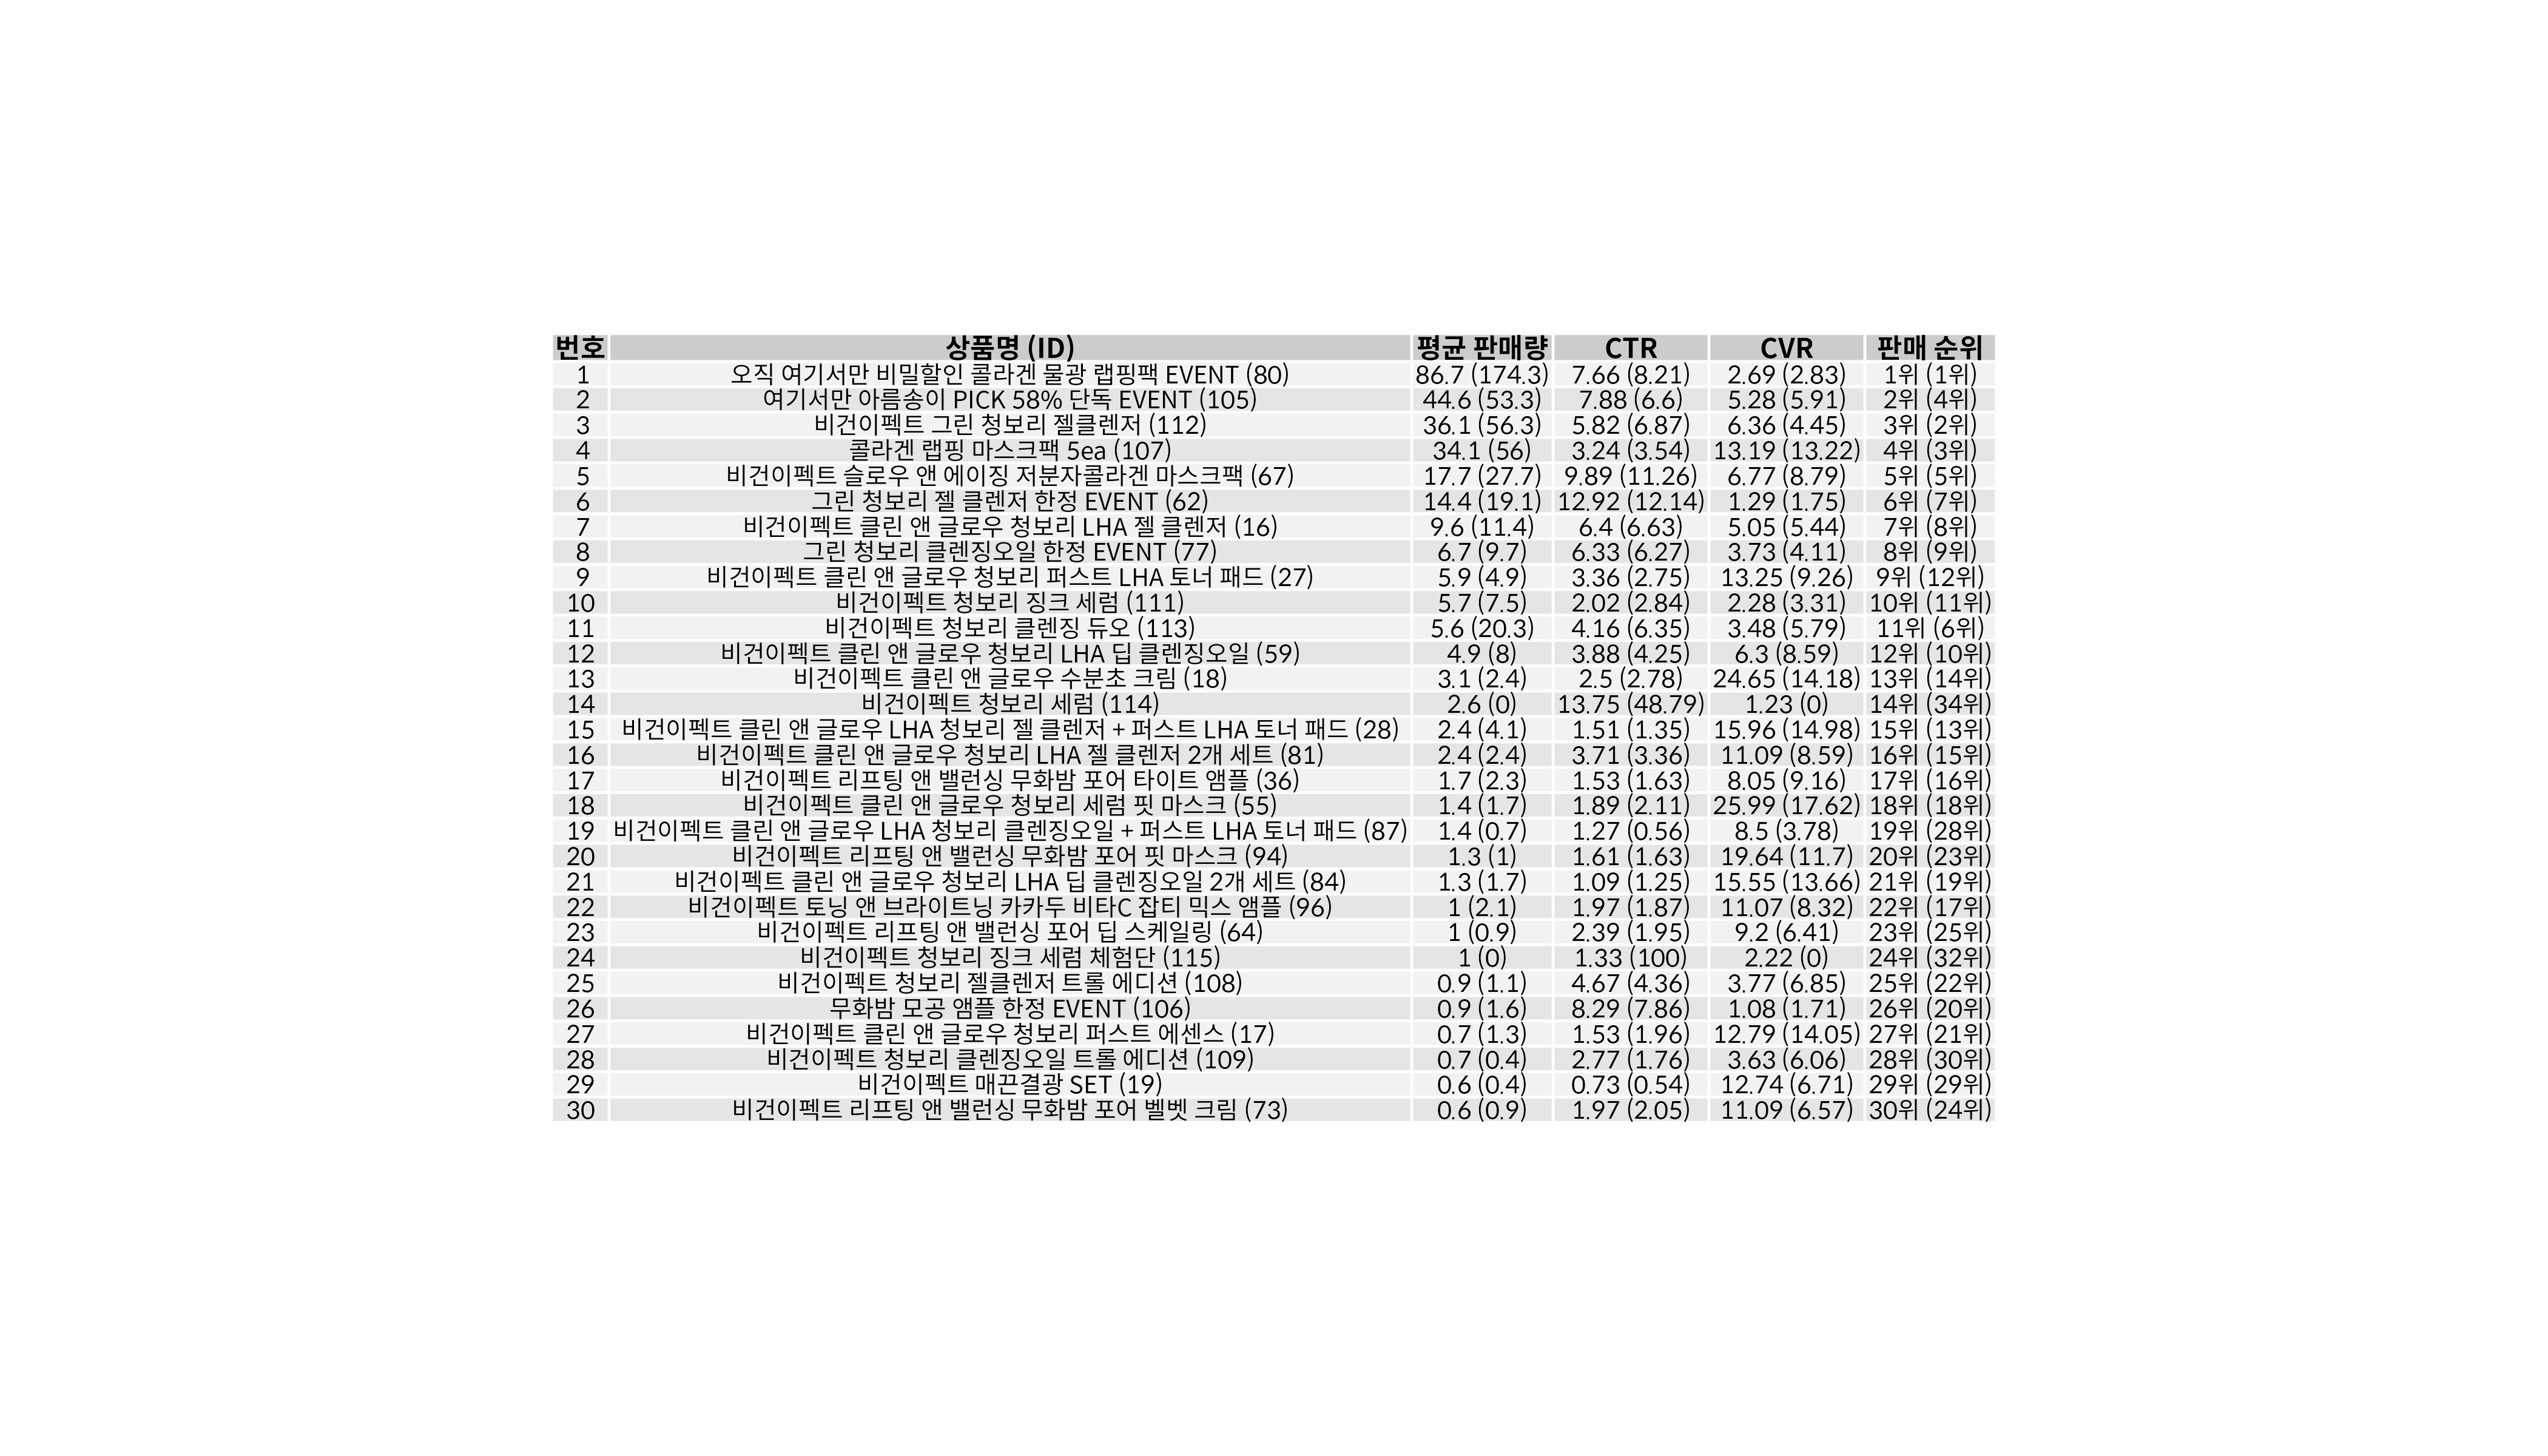 번호 상품명 (ID) 평균 판매량 CTR CVR 판매 순위
1 오직 여기서만 비밀할인 콜라겐 물광 랩핑팩 EVENT (80) 86.7 (174.3) 7.66 (8.21) 2.69 (2.83) 1위 (1위)
2 여기서만 아름송이 PICK 58% 단독 EVENT (105) 44.6 (53.3) 7.88 (6.6) 5.28 (5.91) 2위 (4위)
3 비건이펙트 그린 청보리 젤클렌저 (112) 36.1 (56.3) 5.82 (6.87) 6.36 (4.45) 3위 (2위)
4 콜라겐 랩핑 마스크팩 5ea (107) 34.1 (56) 3.24 (3.54) 13.19 (13.22) 4위 (3위)
5 비건이펙트 슬로우 앤 에이징 저분자콜라겐 마스크팩 (67) 17.7 (27.7) 9.89 (11.26) 6.77 (8.79) 5위 (5위)
6 그린 청보리 젤 클렌저 한정 EVENT (62) 14.4 (19.1) 12.92 (12.14) 1.29 (1.75) 6위 (7위)
7 비건이펙트 클린 앤 글로우 청보리 LHA 젤 클렌저 (16) 9.6 (11.4) 6.4 (6.63) 5.05 (5.44) 7위 (8위)
8 그린 청보리 클렌징오일 한정 EVENT (77) 6.7 (9.7) 6.33 (6.27) 3.73 (4.11) 8위 (9위)
9 비건이펙트 클린 앤 글로우 청보리 퍼스트 LHA 토너 패드 (27) 5.9 (4.9) 3.36 (2.75) 13.25 (9.26) 9위 (12위)
10 비건이펙트 청보리 징크 세럼 (111) 5.7 (7.5) 2.02 (2.84) 2.28 (3.31) 10위 (11위)
11 비건이펙트 청보리 클렌징 듀오 (113) 5.6 (20.3) 4.16 (6.35) 3.48 (5.79) 11위 (6위)
12 비건이펙트 클린 앤 글로우 청보리 LHA 딥 클렌징오일 (59) 4.9 (8) 3.88 (4.25) 6.3 (8.59) 12위 (10위)
13 비건이펙트 클린 앤 글로우 수분초 크림 (18) 3.1 (2.4) 2.5 (2.78) 24.65 (14.18) 13위 (14위)
14 비건이펙트 청보리 세럼 (114) 2.6 (0) 13.75 (48.79) 1.23 (0) 14위 (34위)
15 비건이펙트 클린 앤 글로우 LHA 청보리 젤 클렌저 + 퍼스트 LHA 토너 패드 (28) 2.4 (4.1) 1.51 (1.35) 15.96 (14.98) 15위 (13위)
16 비건이펙트 클린 앤 글로우 청보리 LHA 젤 클렌저 2개 세트 (81) 2.4 (2.4) 3.71 (3.36) 11.09 (8.59) 16위 (15위)
17 비건이펙트 리프팅 앤 밸런싱 무화밤 포어 타이트 앰플 (36) 1.7 (2.3) 1.53 (1.63) 8.05 (9.16) 17위 (16위)
18 비건이펙트 클린 앤 글로우 청보리 세럼 핏 마스크 (55) 1.4 (1.7) 1.89 (2.11) 25.99 (17.62) 18위 (18위)
19 비건이펙트 클린 앤 글로우 LHA 청보리 클렌징오일 + 퍼스트 LHA 토너 패드 (87) 1.4 (0.7) 1.27 (0.56) 8.5 (3.78) 19위 (28위)
20 비건이펙트 리프팅 앤 밸런싱 무화밤 포어 핏 마스크 (94) 1.3 (1) 1.61 (1.63) 19.64 (11.7) 20위 (23위)
21 비건이펙트 클린 앤 글로우 청보리 LHA 딥 클렌징오일 2개 세트 (84) 1.3 (1.7) 1.09 (1.25) 15.55 (13.66) 21위 (19위)
22 비건이펙트 토닝 앤 브라이트닝 카카두 비타C 잡티 믹스 앰플 (96) 1 (2.1) 1.97 (1.87) 11.07 (8.32) 22위 (17위)
23 비건이펙트 리프팅 앤 밸런싱 포어 딥 스케일링 (64) 1 (0.9) 2.39 (1.95) 9.2 (6.41) 23위 (25위)
24 비건이펙트 청보리 징크 세럼 체험단 (115) 1 (0) 1.33 (100) 2.22 (0) 24위 (32위)
25 비건이펙트 청보리 젤클렌저 트롤 에디션 (108) 0.9 (1.1) 4.67 (4.36) 3.77 (6.85) 25위 (22위)
26 무화밤 모공 앰플 한정 EVENT (106) 0.9 (1.6) 8.29 (7.86) 1.08 (1.71) 26위 (20위)
27 비건이펙트 클린 앤 글로우 청보리 퍼스트 에센스 (17) 0.7 (1.3) 1.53 (1.96) 12.79 (14.05) 27위 (21위)
28 비건이펙트 청보리 클렌징오일 트롤 에디션 (109) 0.7 (0.4) 2.77 (1.76) 3.63 (6.06) 28위 (30위)
29 비건이펙트 매끈결광 SET (19) 0.6 (0.4) 0.73 (0.54) 12.74 (6.71) 29위 (29위)
30 비건이펙트 리프팅 앤 밸런싱 무화밤 포어 벨벳 크림 (73) 0.6 (0.9) 1.97 (2.05) 11.09 (6.57) 30위 (24위)